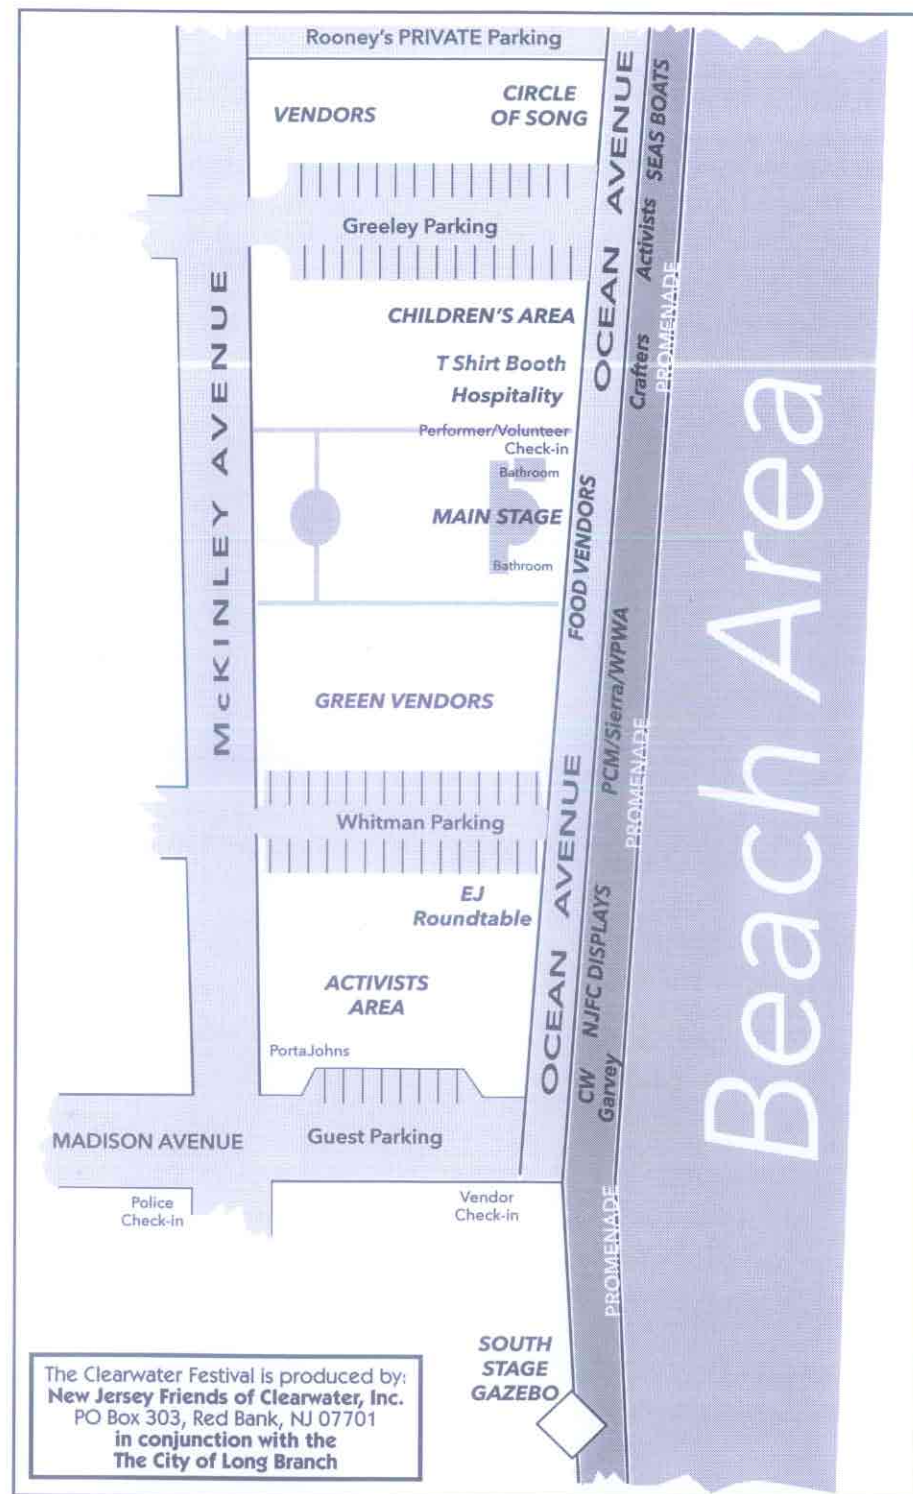 Rooney's PRIVATE Parking
VENDORS
CIRCLE
OF SONG
OCEAN AVENUE
SEAS BOATS
Greeley Parking
Activists
PROMENADE
CHILDREN'S AREA
Crafters
McKINLEY AVENUE
T Shirt Booth
Hospitality
Performer/Volunteer
Check-in
Bathroom
MAIN STAGE
Bathroom
FOOD VENDORS
Beach Area
GREEN VENDORS
PCM/Sierra/WPWA
PROMENADE
Whitman Parking
OCEAN AVENUE
EJ
Roundtable
NJFC DISPLAYS
ACTIVISTS
AREA
PortaJohns
CW
Garvey
MADISON AVENUE
Guest Parking
Police
Check-in
Vendor
Check-in
PROMENADE
SOUTH
STAGE
GAZEBO
The Clearwater Festival is produced by:
New Jersey Friends of Clearwater, Inc.
PO Box 303, Red Bank, NJ 07701
in conjunction with the
The City of Long Branch